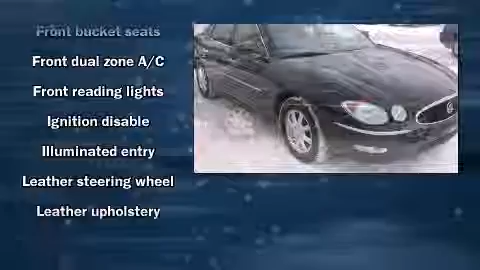 Front bucket seats
Front dual zone A/C
Front reading lights
Ignition disable
Illuminated entry
Leather steering wheel
Leather upholstery